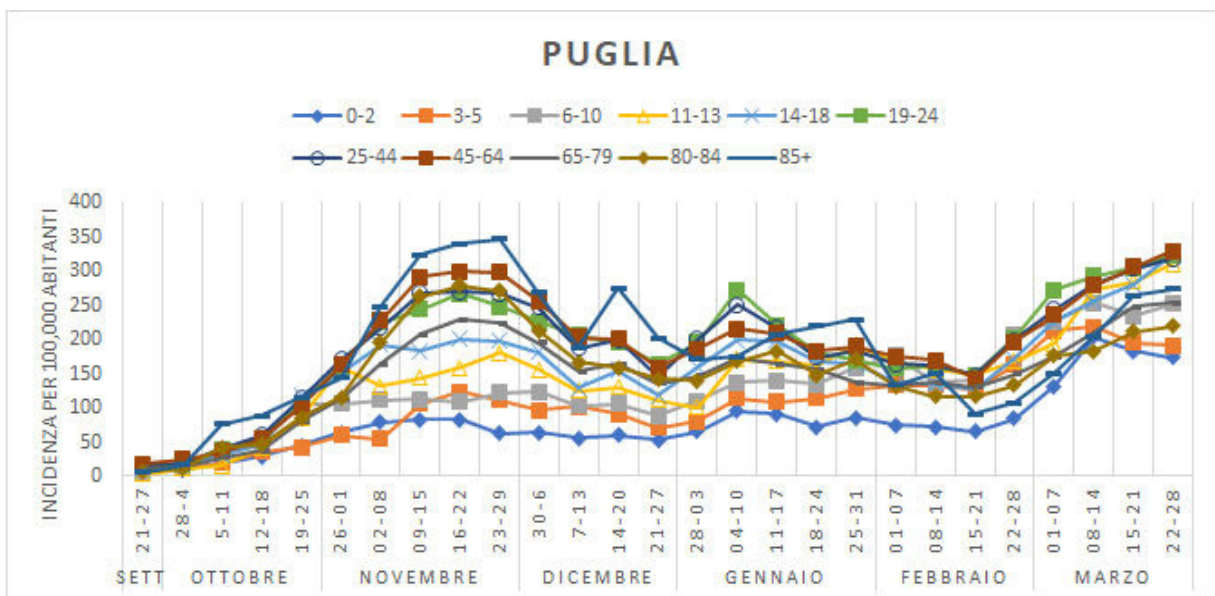 PUGLIA
0-2 3-5 6-10 11-13 14-18 19-24
25-44 45-64 65-79 80-84 85+
INCIDENZA PER 100,000 ABITANTI
400
350
300
250
200
150
100
50
0
21-27 28-4 5-11 12-18 19-25 26-01 02-08 09-15 16-22 23-29 30-6 7-13 14-20 21-27 28-03 04-10 11-17 18-24 25-31 01-07 08-14 15-21 22-28 01-07 08-14 15-21 22-28
SETT OTTOBRE NOVEMBRE DICEMBRE GENNAIO FEBBRAIO MARZO